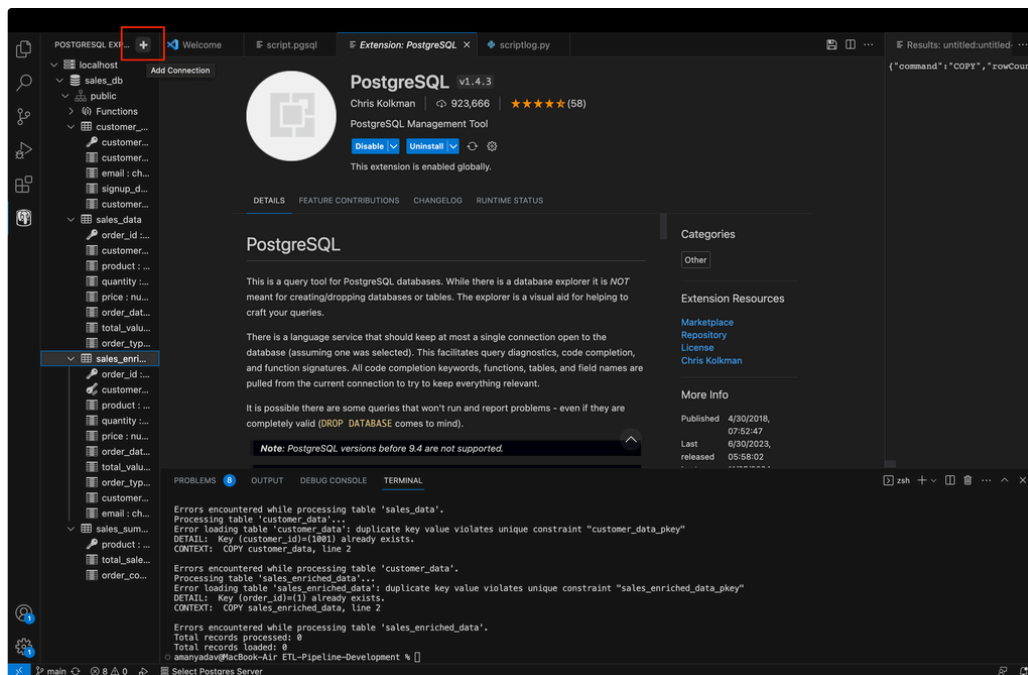 POSTGRESQL EXP...
Welcome
script.pgsql
Extension: PostgreSQL
scriptlog.py
Results: untitled:untitled-
Add Connection
localhost
sales_db
public
Functions
customer_...
customer...
customer...
email : ch...
signup_d...
customer...
sales_data
order_id :...
customer...
product : ...
quantity :...
price : nu...
order_dat...
total_valu...
order_typ...
sales_enri...
order_id :...
customer...
product : ...
quantity :...
price : nu...
order_dat...
total_valu...
order_typ...
customer...
email : ch...
sales_sum...
product : ...
total_sale...
order_co...
PostgreSQL v1.4.3
Chris Kolkman 923,666 (58)
PostgreSQL Management Tool
Disable Uninstall
This extension is enabled globally.
DETAILS FEATURE CONTRIBUTIONS CHANGELOG RUNTIME STATUS
PostgreSQL
This is a query tool for PostgreSQL databases. While there is a database explorer it is NOT
meant for creating/dropping databases or tables. The explorer is a visual aid for helping to
craft your queries.
There is a language service that should keep at most a single connection open to the
database (assuming one was selected). This facilitates query diagnostics, code completion,
and function signatures. All code completion keywords, functions, tables, and field names are
pulled from the current connection to try to keep everything relevant.
It is possible there are some queries that won't run and report problems - even if they are
completely valid (DROP DATABASE comes to mind).
Note: PostgreSQL versions before 9.4 are not supported.
Categories
Other
Extension Resources
Marketplace
Repository
License
Chris Kolkman
More Info
Published 4/30/2018,
07:52:47
Last 6/30/2023,
released 05:58:02
{"command":"COPY","rowCoun
PROBLEMS 8 OUTPUT DEBUG CONSOLE TERMINAL
zsh
Errors encountered while processing table 'sales_data'.
Processing table 'customer_data'...
Error loading table 'customer_data': duplicate key value violates unique constraint "customer_data_pkey"
DETAIL:  Key (customer_id)=(1001) already exists.
CONTEXT:  COPY customer_data, line 2
Errors encountered while processing table 'customer_data'.
Processing table 'sales_enriched_data'...
Error loading table 'sales_enriched_data': duplicate key value violates unique constraint "sales_enriched_data_pkey"
DETAIL:  Key (order_id)=(1) already exists.
CONTEXT:  COPY sales_enriched_data, line 2
Errors encountered while processing table 'sales_enriched_data'.
Total records processed: 0
Total records loaded: 0
amanyadav@MacBook-Air ETL-Pipeline-Development %
1
1
main 8 0 Select Postgres Server